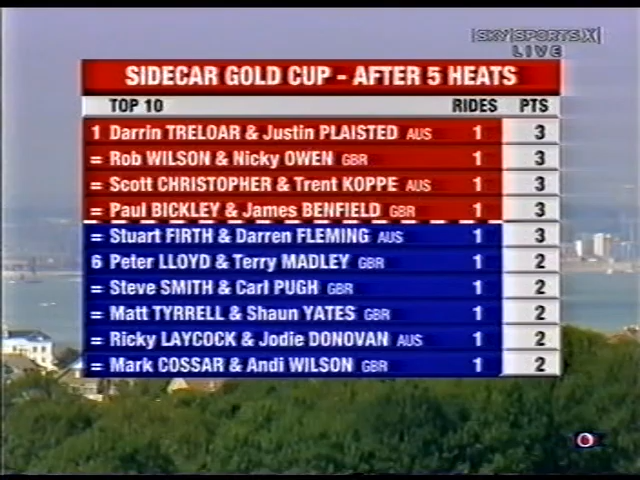 SKY SPORTS X
LIVE
SIDECAR GOLD CUP - AFTER 5 HEATS
TOP 10 RIDES PTS
1 Darrin TRELOAR & Justin PLAISTED AUS 1 3
= Rob WILSON & Nicky OWEN GBR 1 3
= Scott CHRISTOPHER & Trent KOPPE AUS 1 3
= Paul BICKLEY & James BENFIELD GBR 1 3
= Stuart FIRTH & Darren FLEMING AUS 1 3
6 Peter LLOYD & Terry MADLEY GBR 1 2
= Steve SMITH & Carl PUGH GBR 1 2
= Matt TYRRELL & Shaun YATES GBR 1 2
= Ricky LAYCOCK & Jodie DONOVAN AUS 1 2
= Mark COSSAR & Andi WILSON GBR 1 2